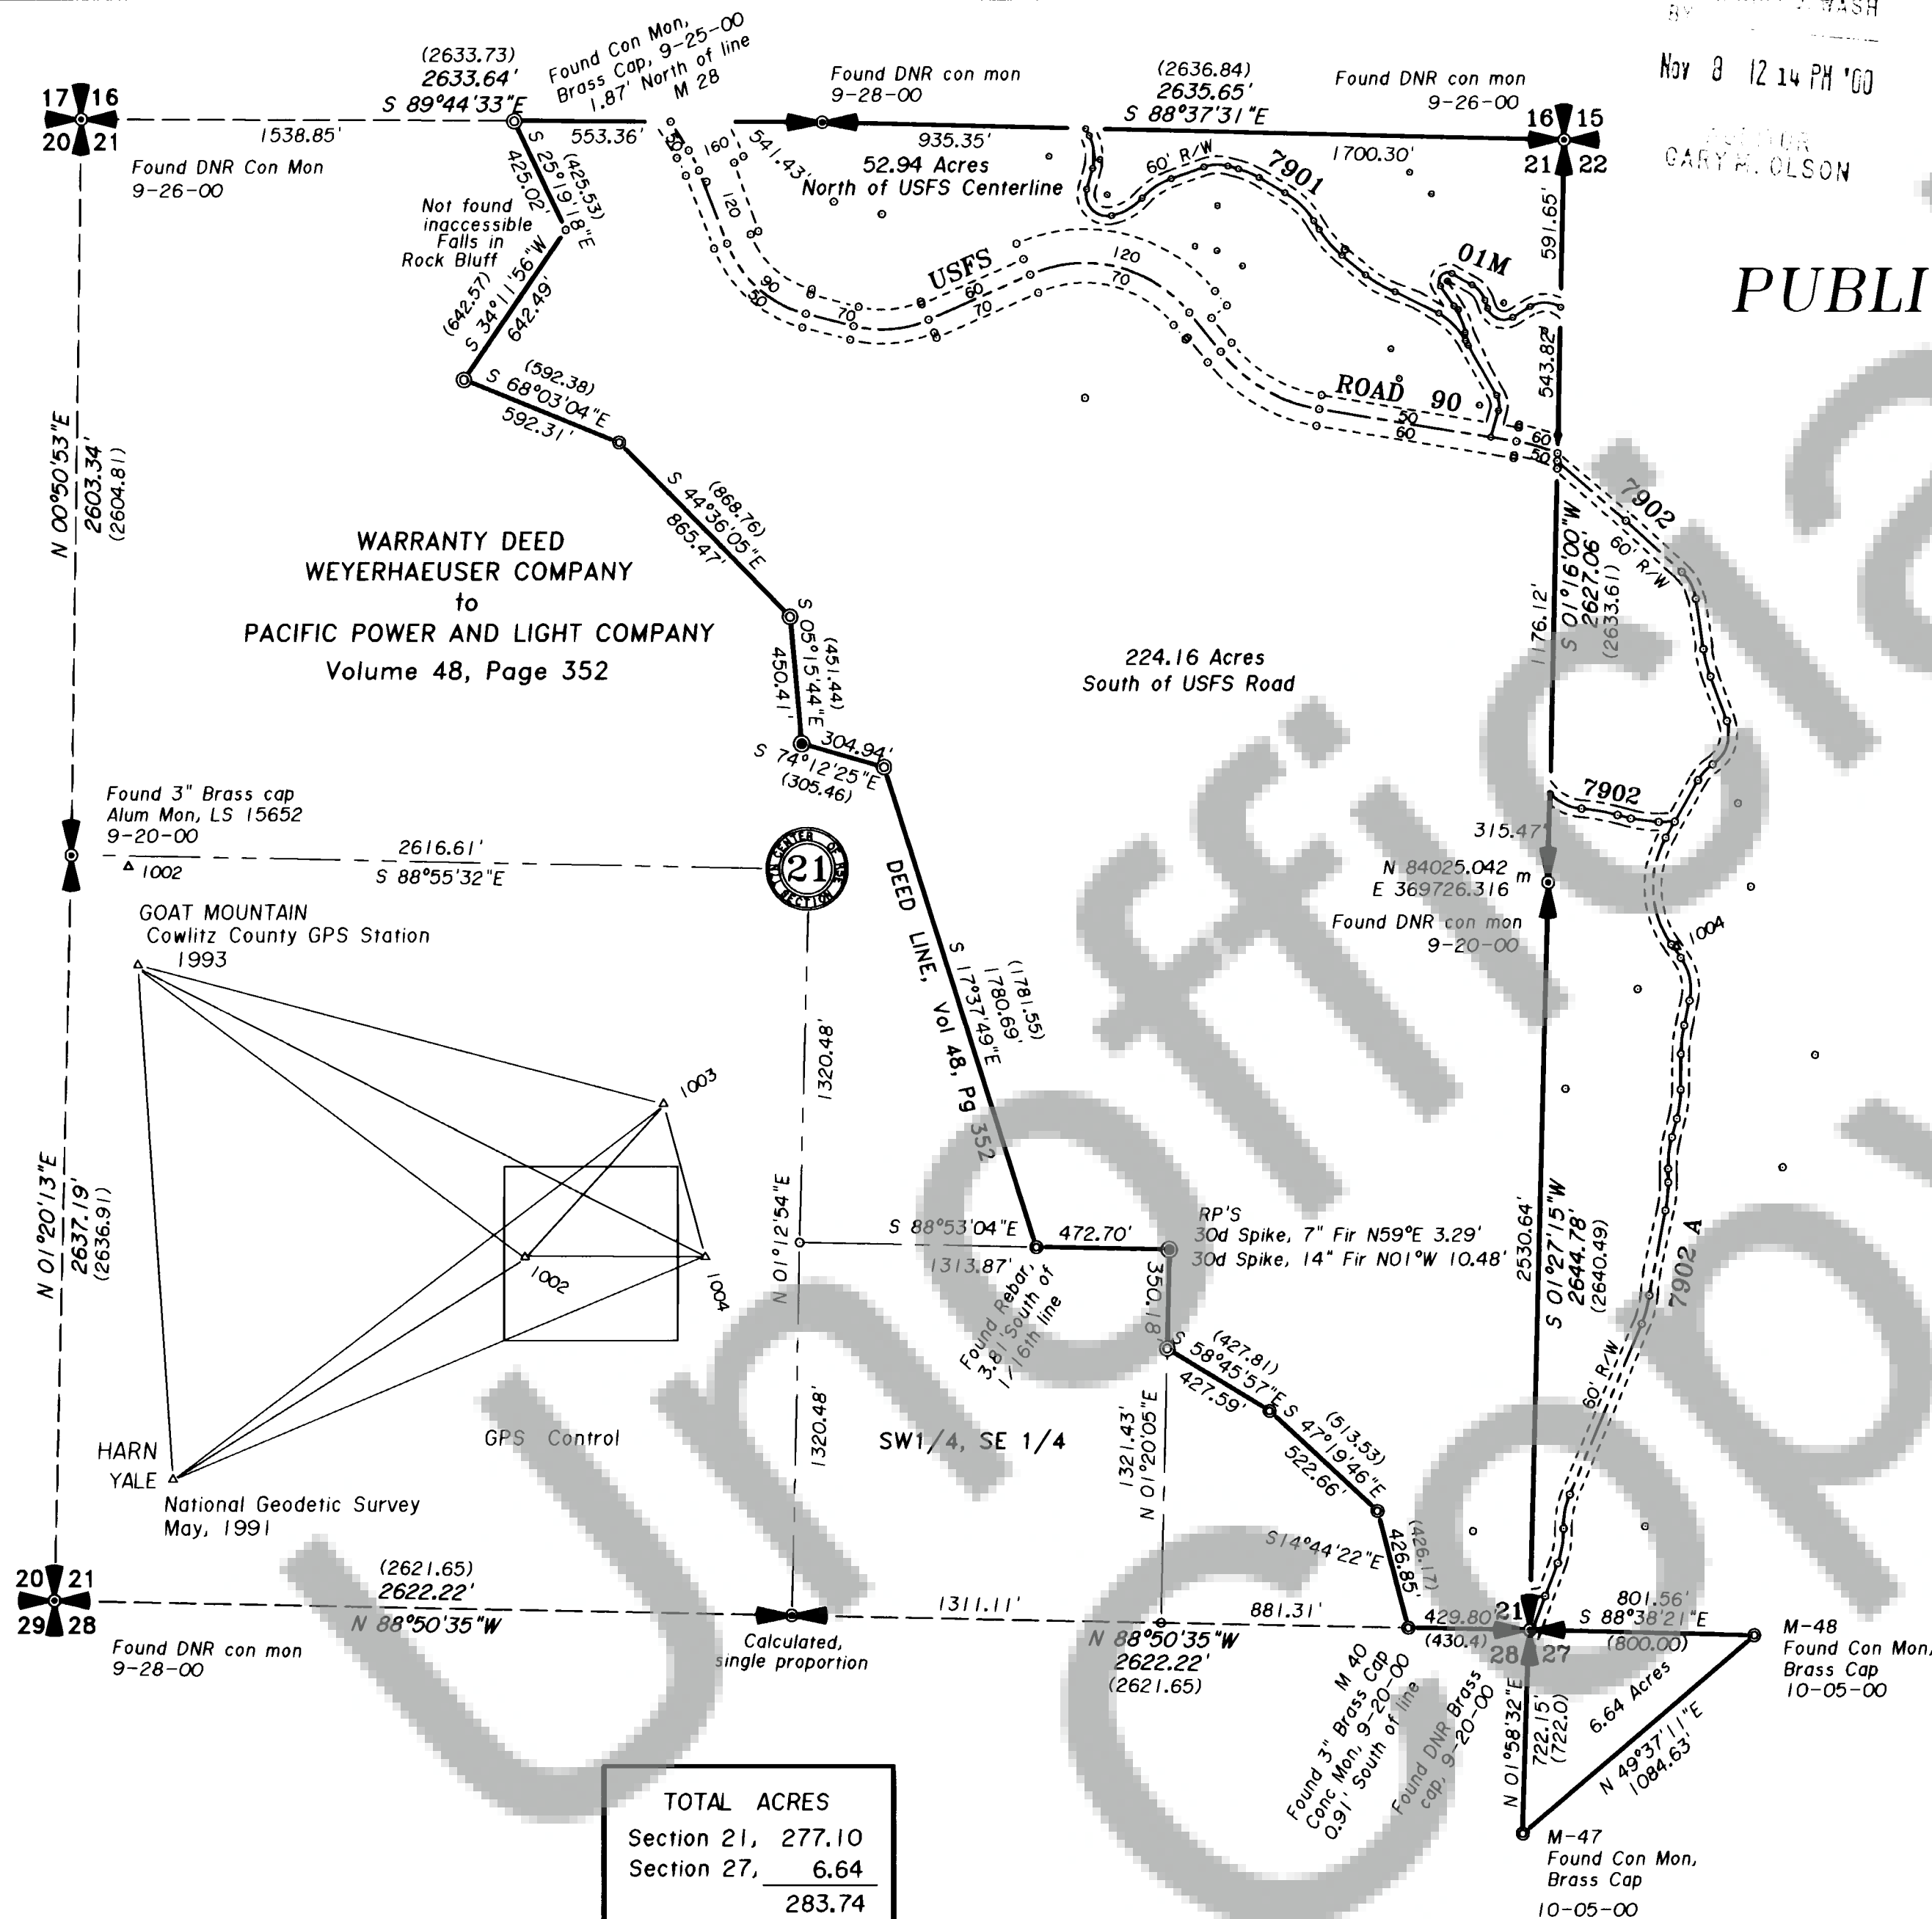 WASH
BY
Nov 8 12 14 PM '00
GARY M. OLSON
PUBLI
17 16
20 21
Found DNR Con Mon
9-26-00
1538.85'
(2633.73)
2633.64'
S 89°44'33"E
553.36'
Found Con Mon,
Brass Cap, 9-25-00
1.87' North of line
M 28
Found DNR con mon
9-28-00
541.43'
935.35'
52.94 Acres
North of USFS Centerline
(2636.84)
2635.65'
S 88°37'31"E
1700.30'
Found DNR con mon
9-26-00
16 15
21 22
S 25°19'18"E
(425.53)
425.02'
Not found
inaccessible
Falls in
Rock Bluff
S 34°11'56"W
(642.57)
642.49'
50
160
120
90
50
70
60
70
120
70
USFS
60' R/W
7901
01M
591.65'
543.82'
ROAD 90
50
60
60
50
(592.38)
S 68°03'04"E
592.31'
(868.76)
S 44°36'05"E
865.47'
N 00°50'53"E
2603.34'
(2604.81)
WARRANTY DEED
WEYERHAEUSER COMPANY
to
PACIFIC POWER AND LIGHT COMPANY
Volume 48, Page 352
(451.44)
S 05°15'44"E
450.41'
304.94'
S 74°12'25"E
(305.46)
224.16 Acres
South of USFS Road
7902
60' R/W
1176.12'
S 01°16'00"W
2627.06'
(2633.61)
7902
315.47'
N 84025.042 m
E 369726.316
Found DNR con mon
9-20-00
1004
Found 3" Brass cap
Alum Mon, LS 15652
9-20-00
1002
2616.61'
S 88°55'32"E
IN CENTER OF HSE SECTION
21
DEED LINE, Vol 48, Pg 352
S 17°37'49"E
1780.69'
(1781.55)
GOAT MOUNTAIN
Cowlitz County GPS Station
1993
1003
1002
1004
GPS Control
HARN
YALE
National Geodetic Survey
May, 1991
N 01°20'13"E
2637.19'
(2636.91)
1320.48'
N 01°12'54"E
1320.48'
S 88°53'04"E
1313.87'
472.70'
Found Rebar,
3.81' South of
1/16th line
RP'S
30d Spike, 7" Fir N59°E 3.29'
30d Spike, 14" Fir N01°W 10.48'
350.18'
(427.81)
S 58°45'57"E
427.59'
(513.53)
S 47°19'46"E
522.66'
1321.43'
N 01°20'05"E
SW1/4, SE 1/4
S14°44'22"E
426.85'
(426.17)
2530.64'
S 01°27'15"W
2644.78'
(2640.49)
7902 A
60' R/W
20 21
29 28
Found DNR con mon
9-28-00
(2621.65)
2622.22'
N 88°50'35"W
Calculated,
single proportion
1311.11'
881.31'
N 88°50'35"W
2622.22'
(2621.65)
429.80'
(430.4)
21
28 27
801.56'
S 88°38'21"E
(800.00)
M-48
Found Con Mon,
Brass Cap
10-05-00
M 40
Found 3" Brass Cap
Conc Mon, 9-20-00
0.91' South of line
Found DNR Brass
cap, 9-20-00
N 01°58'32"E
722.15'
(722.0)
6.64 Acres
N 49°37'11"E
1084.63'
M-47
Found Con Mon,
Brass Cap
10-05-00
TOTAL ACRES
Section 21, 277.10
Section 27, 6.64
283.74
Unofficial
Copy